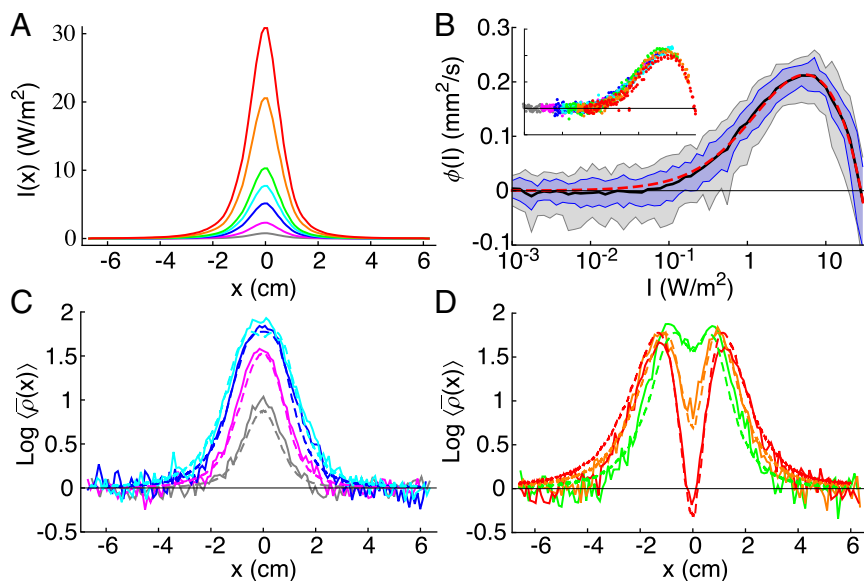 A
I(x) (W/m²)
30
20
10
0
-6 -4 -2 0 2 4 6
x (cm)
B
ϕ(I) (mm²/s)
0.3
0.2
0.1
0
-0.1
10⁻³ 10⁻² 10⁻¹ 1 10
I (W/m²)
C
Log ⟨ρ̅(x)⟩
2
1.5
1
0.5
0
-0.5
-6 -4 -2 0 2 4 6
x (cm)
D
Log ⟨ρ̅(x)⟩
2
1.5
1
0.5
0
-0.5
-6 -4 -2 0 2 4 6
x (cm)